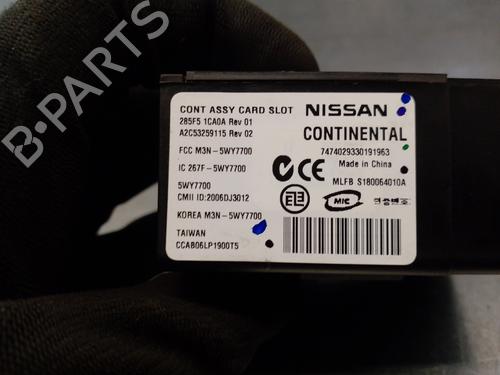 B-PARTS
CONT ASSY CARD SLOT
285F5 1CA0A Rev 01
A2C53259115 Rev 02
NISSAN
CONTINENTAL
7474029330191963
Made in China
FCC M3N-5WY7700
IC 267F-5WY7700
MLFB S180064010A
5WY7700
CMII ID:2006DJ3012
KOREA M3N-5WY7700
TAIWAN
CCAB06LP1900T5
CE
MIC